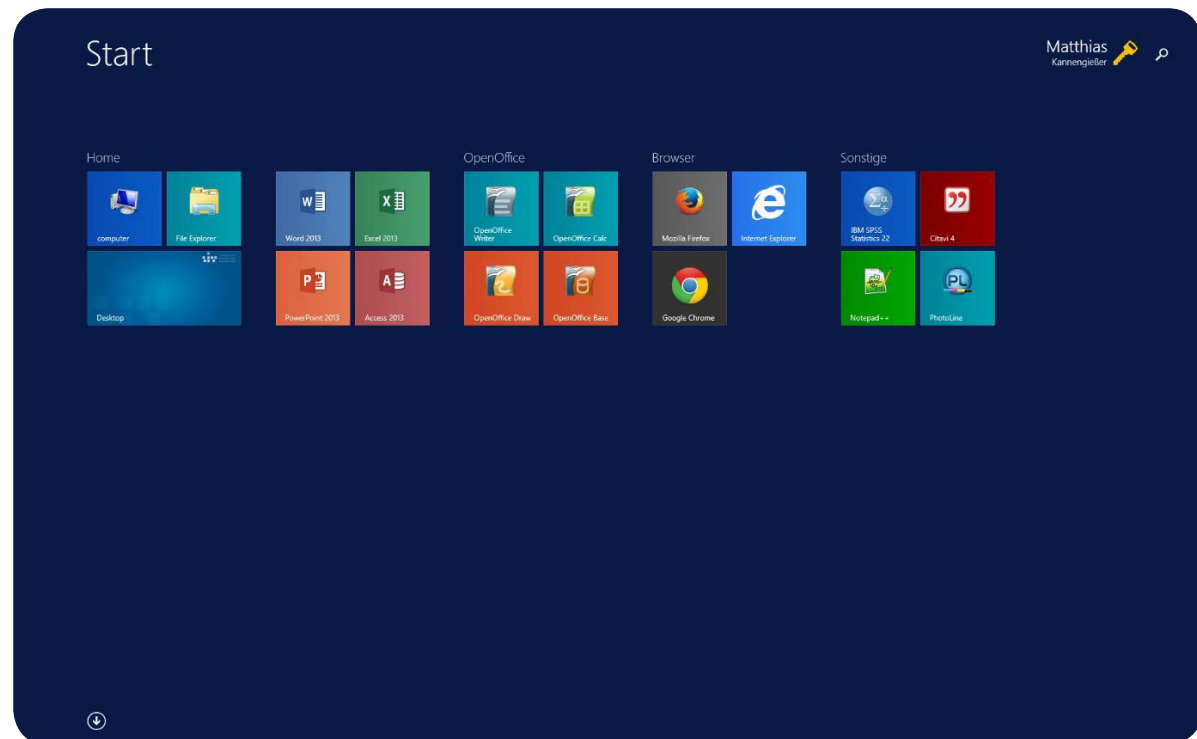 Start
Matthias
Kannengießer
Home
computer
File Explorer
Desktop
Word 2013
Excel 2013
PowerPoint 2013
Access 2013
OpenOffice
OpenOffice
Writer
OpenOffice Calc
OpenOffice Draw
OpenOffice Base
Browser
Mozilla Firefox
Internet Explorer
Google Chrome
Sonstige
IBM SPSS
Statistics 22
Citavi 4
Notepad++
PL
PhotoLine